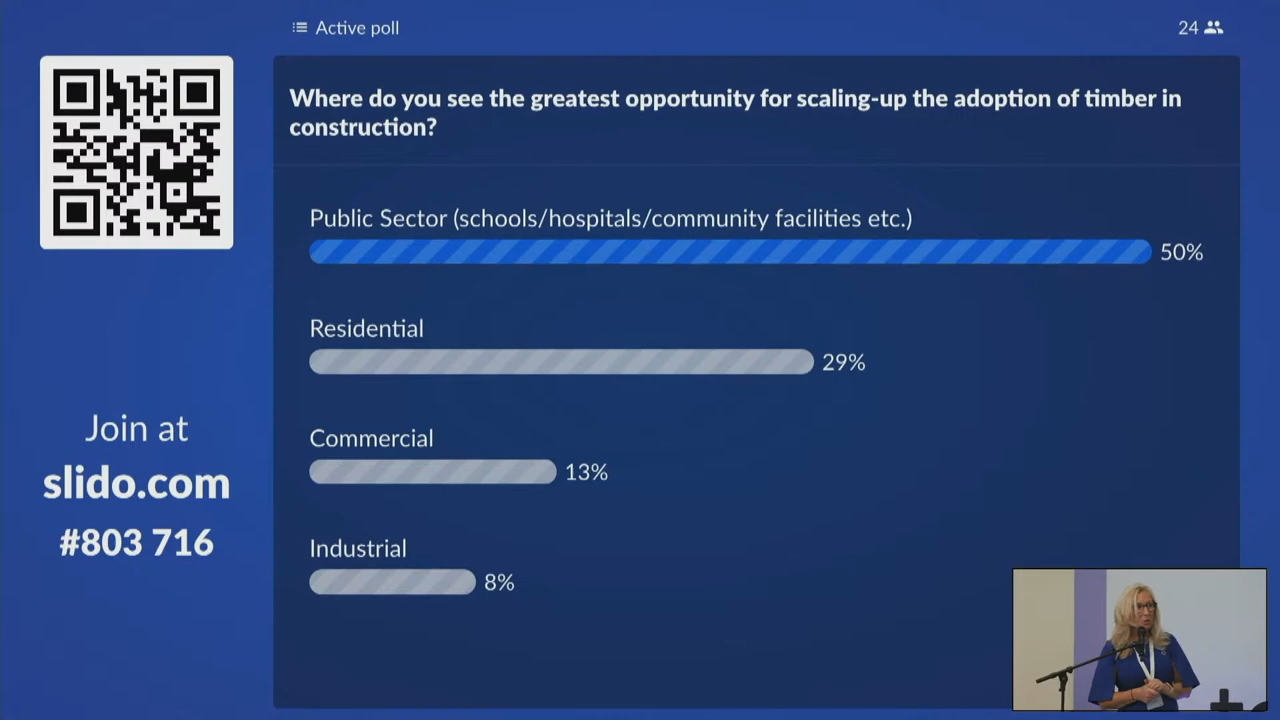 Active poll
24
Where do you see the greatest opportunity for scaling-up the adoption of timber in
construction?
Public Sector (schools/hospitals/community facilities etc.)
50%
Residential
29%
Commercial
13%
Industrial
8%
Join at
slido.com
#803 716